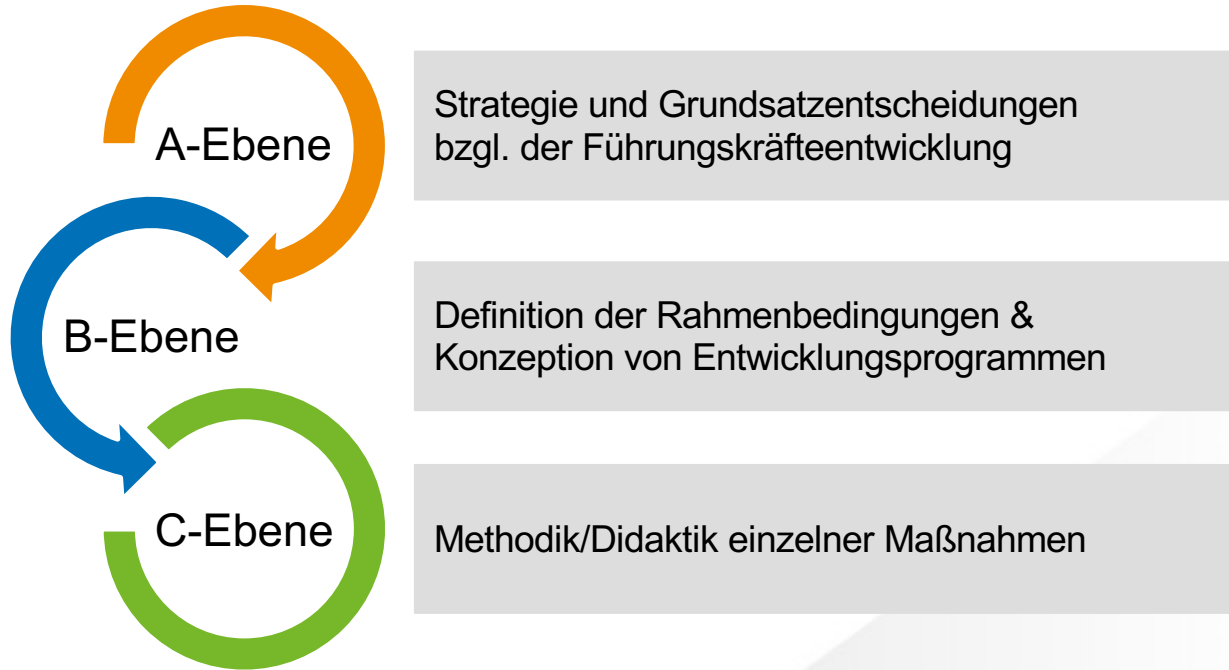 A-Ebene
Strategie und Grundsatzentscheidungen
bzgl. der Führungskräfteentwicklung
B-Ebene
Definition der Rahmenbedingungen &
Konzeption von Entwicklungsprogrammen
C-Ebene
Methodik/Didaktik einzelner Maßnahmen